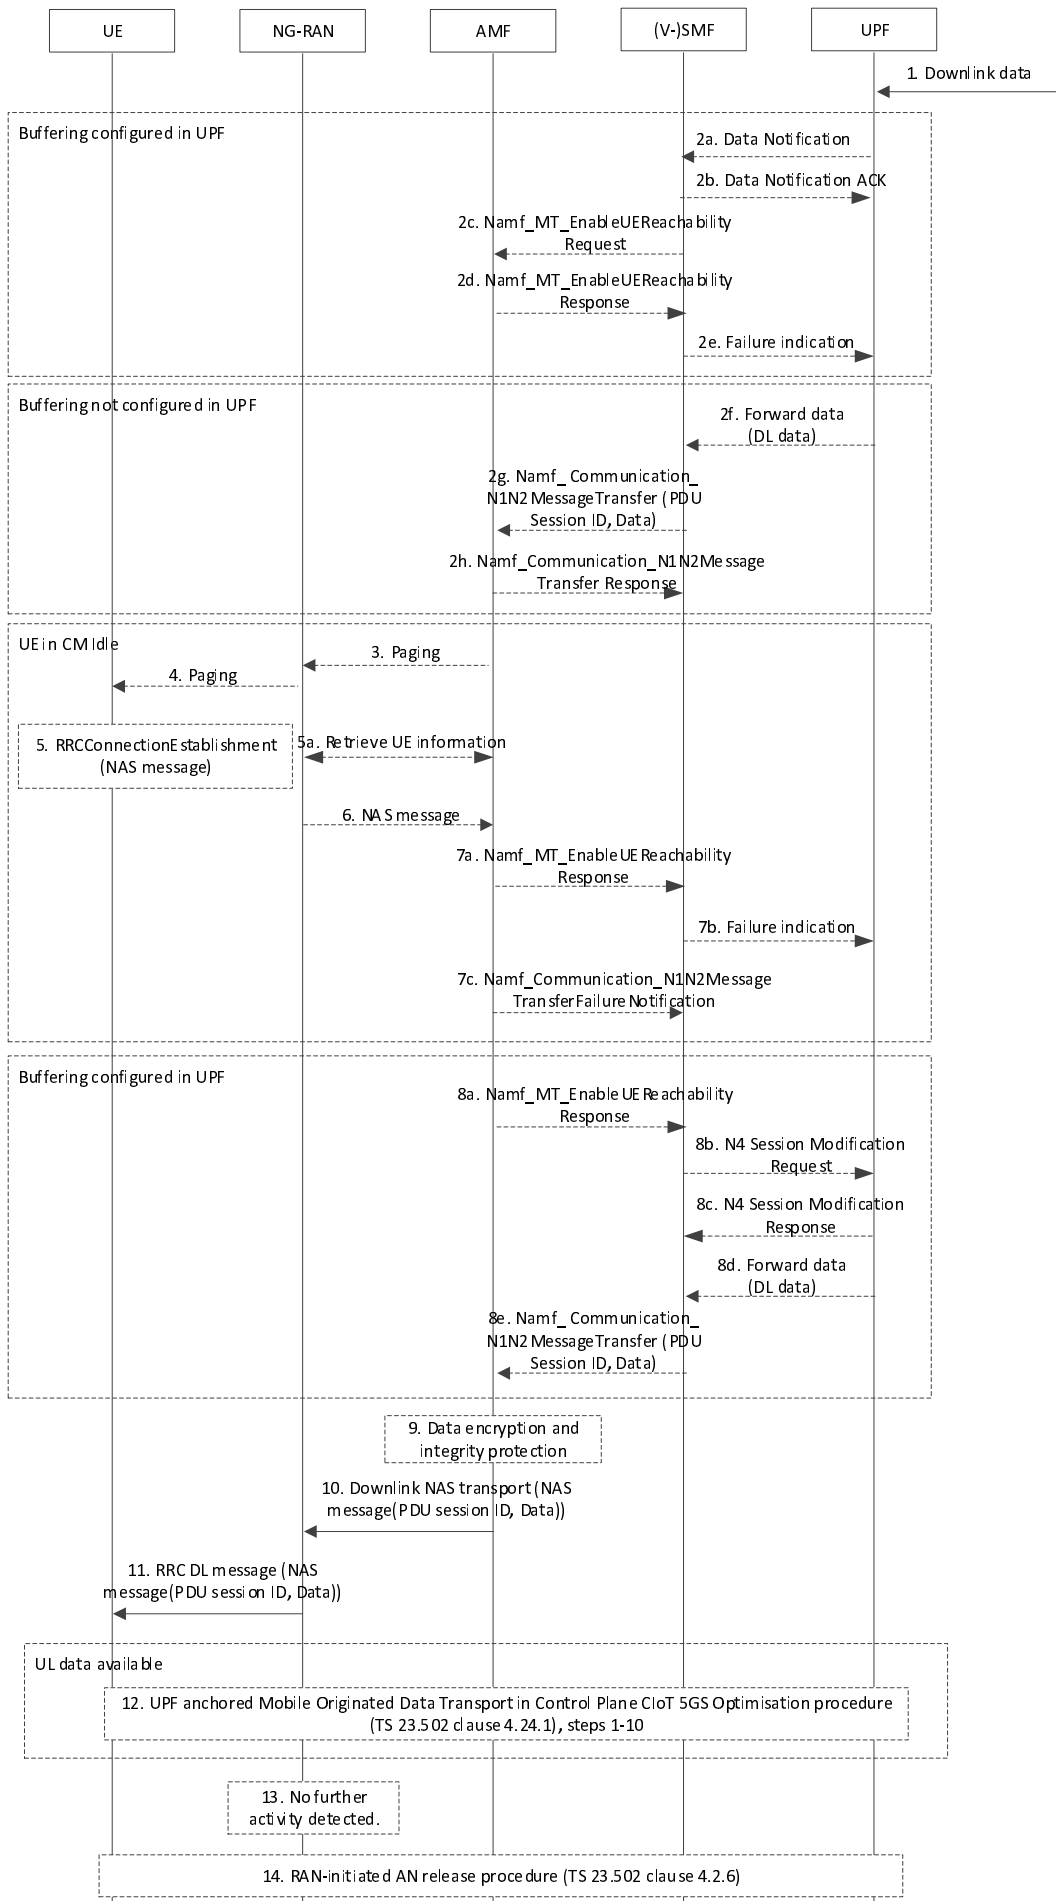 UE
NG-RAN
AMF
(V-)SMF
UPF
1. Downlink data
Buffering configured in UPF
2a. Data Notification
2b. Data Notification ACK
2c. Namf_MT_EnableUEReachability
Request
2d. Namf_MT_EnableUEReachability
Response
2e. Failure indication
Buffering not configured in UPF
2f. Forward data
(DL data)
2g. Namf_Communication_
N1N2MessageTransfer (PDU
Session ID, Data)
2h. Namf_Communication_N1N2Message
Transfer Response
UE in CM Idle
3. Paging
4. Paging
5. RRCConnectionEstablishment
(NAS message)
5a. Retrieve UE information
6. NAS message
7a. Namf_MT_EnableUEReachability
Response
7b. Failure indication
7c. Namf_Communication_N1N2Message
TransferFailureNotification
Buffering configured in UPF
8a. Namf_MT_EnableUEReachability
Response
8b. N4 Session Modification
Request
8c. N4 Session Modification
Response
8d. Forward data
(DL data)
8e. Namf_Communication_
N1N2MessageTransfer (PDU
Session ID, Data)
9. Data encryption and
integrity protection
10. Downlink NAS transport (NAS
message(PDU session ID, Data))
11. RRC DL message (NAS
message(PDU session ID, Data))
UL data available
12. UPF anchored Mobile Originated Data Transport in Control Plane CIoT 5GS Optimisation procedure
(TS 23.502 clause 4.24.1), steps 1-10
13. No further
activity detected.
14. RAN-initiated AN release procedure (TS 23.502 clause 4.2.6)